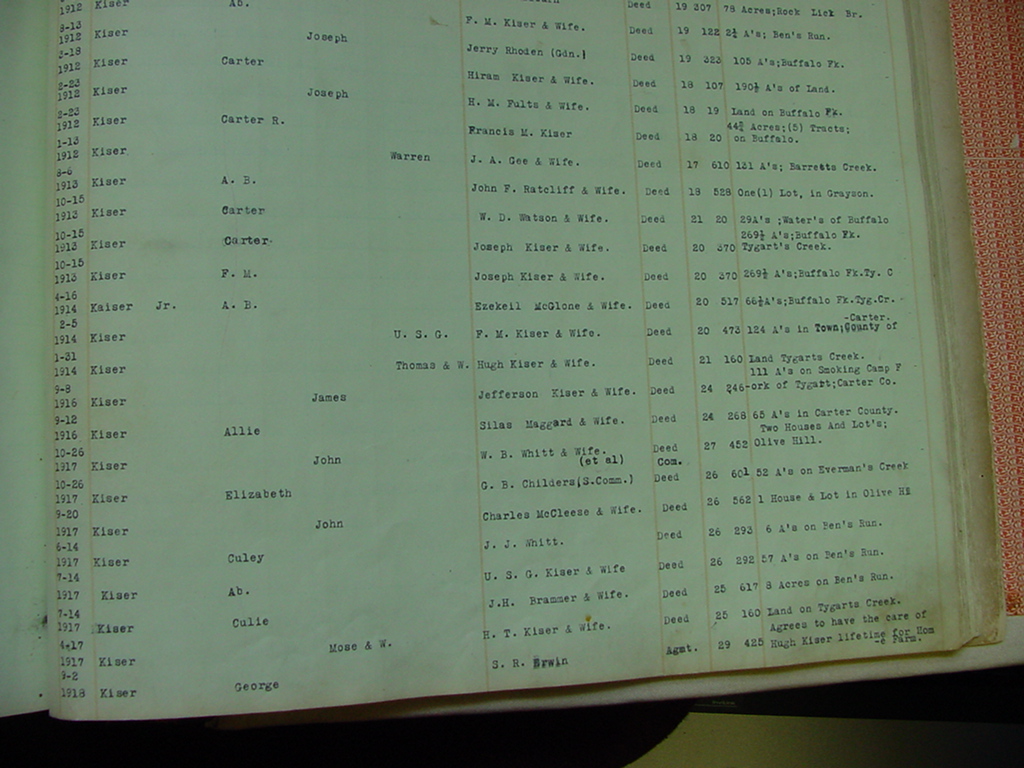 1912 Kiser Ab. Deed 19 307 78 Acres;Rock Lick Br.
3-13 F. M. Kiser & Wife.
1912 Kiser Joseph Deed 19 122 2¼ A's; Ben's Run.
3-18 Jerry Rhoden (Gdn.)
1912 Kiser Carter Deed 19 323 105 A's;Buffalo Fk.
2-23 Hiram Kiser & Wife.
1912 Kiser Joseph Deed 18 107 190½ A's of Land.
2-23 H. M. Fults & Wife. Deed 18 19 Land on Buffalo Fk.
1912 Kiser Carter R. 44¾ Acres;(5) Tracts;
1-13 Francis M. Kiser Deed 18 20 on Buffalo.
1912 Kiser Warren J. A. Gee & Wife. Deed 17 610 131 A's; Barretts Creek.
8-6
1913 Kiser A. B. John F. Ratcliff & Wife. Deed 18 528 One(1) Lot, in Grayson.
10-15
1913 Kiser Carter W. D. Watson & Wife. Deed 21 20 29A's ;Water's of Buffalo
10-15 269½ A's;Buffalo Fk.
1913 Kiser Carter Joseph Kiser & Wife. Deed 20 370 Tygart's Creek.
10-15
1913 Kiser F. M. Joseph Kiser & Wife. Deed 20 370 269½ A's;Buffalo Fk.Ty. C
4-16
1914 Kaiser Jr. A. B. Ezekeil McGlone & Wife. Deed 20 517 66½A's;Buffalo Fk.Tyg.Cr.
2-5 -Carter.
1914 Kiser U. S. G. F. M. Kiser & Wife. Deed 20 473 124 A's in Town;County of
1-31
1914 Kiser Thomas & W. Hugh Kiser & Wife. Deed 21 160 Land Tygarts Creek.
9-8 111 A's on Smoking Camp F
1916 Kiser James Jefferson Kiser & Wife. Deed 24 246-ork of Tygatt;Carter Co.
9-12
1916 Kiser Allie Silas Maggard & Wife. Deed 24 268 65 A's in Carter County.
10-26 Two Houses And Lot's;
1917 Kiser John W. B. Whitt & Wife. Deed 27 452 Olive Hill.
10-26 (et al) Com.
1917 Kiser Elizabeth G. B. Childers(S.Comm.) Deed 26 601 52 A's on Everman's Creek
9-20
1917 Kiser John Charles McCleese & Wife. Deed 26 562 1 House & Lot in Olive Hil
6-14
1917 Kiser Culey J. J. Whitt. Deed 26 293 6 A's on Ben's Run.
7-14
1917 Kiser Ab. U. S. G. Kiser & Wife Deed 26 292 57 A's on Ben's Run.
7-14
1917 Kiser Culie J.H. Brammer & Wife. Deed 25 617 8 Acres on Ben's Run.
4-17
1917 Kiser Mose & W. H. T. Kiser & Wife. Deed 25 160 Land on Tygarts Creek.
9-2 Agrees to have the care of
1918 Kiser George S. R. Erwin Agmt. 29 425 Hugh Kiser lifetime for Hom
-e Farm.